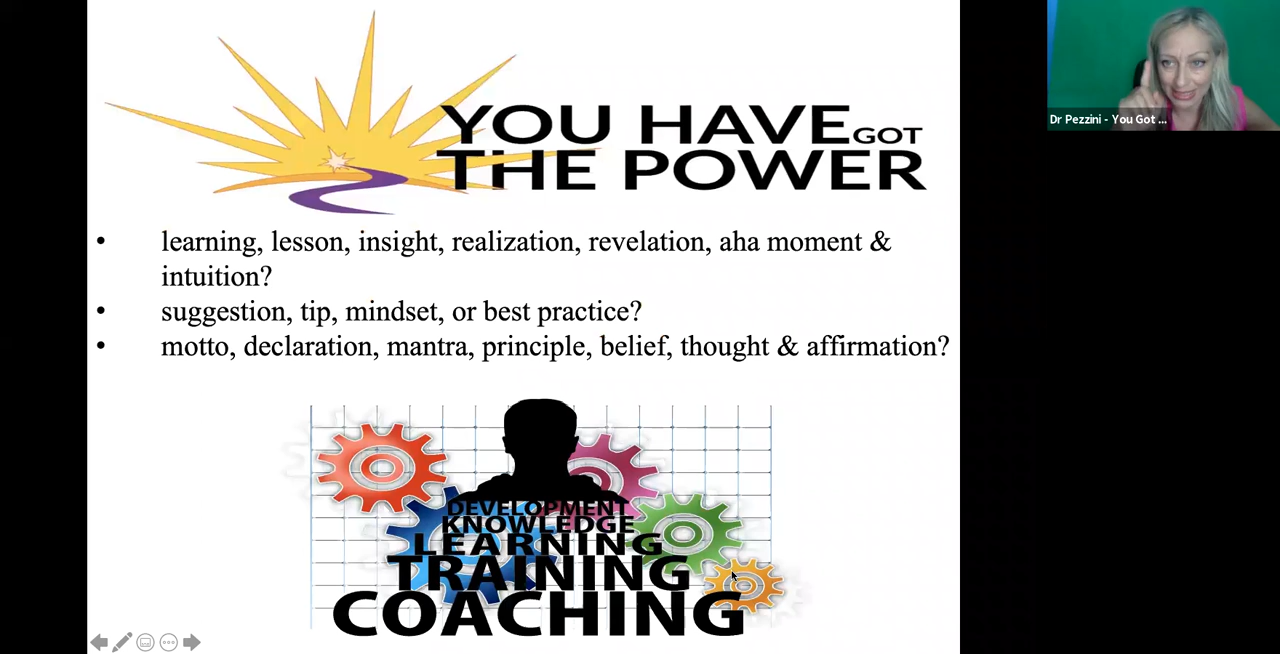 YOU HAVE GOT
THE POWER
Dr Pezzini - You Got ...
• learning, lesson, insight, realization, revelation, aha moment &
intuition?
• suggestion, tip, mindset, or best practice?
• motto, declaration, mantra, principle, belief, thought & affirmation?
DEVELOPMENT
KNOWLEDGE
LEARNING
TRAINING
COACHING